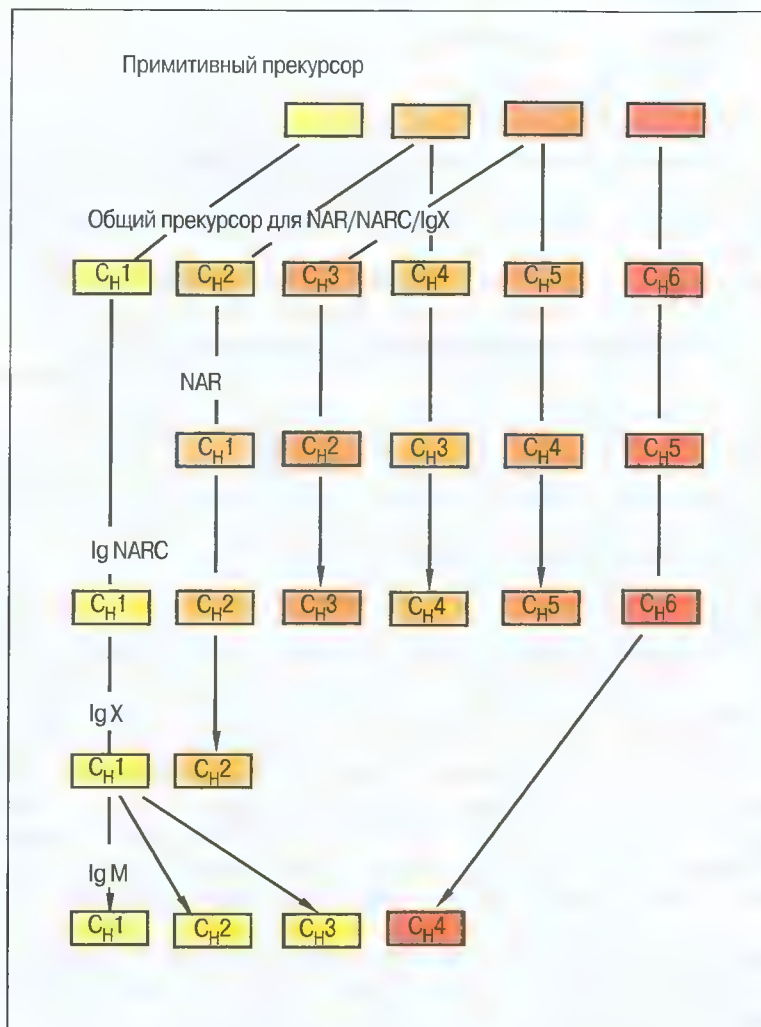 Примитивный прекурсор
Общий прекурсор для NAR/NARC/IgX
CH1 CH2 CH3 CH4 CH5 CH6
NAR
CH1 CH2 CH3 CH4 CH5
Ig NARC
CH1 CH2 CH3 CH4 CH5 CH6
Ig X
CH1 CH2
Ig M
CH1 CH2 CH3 CH4